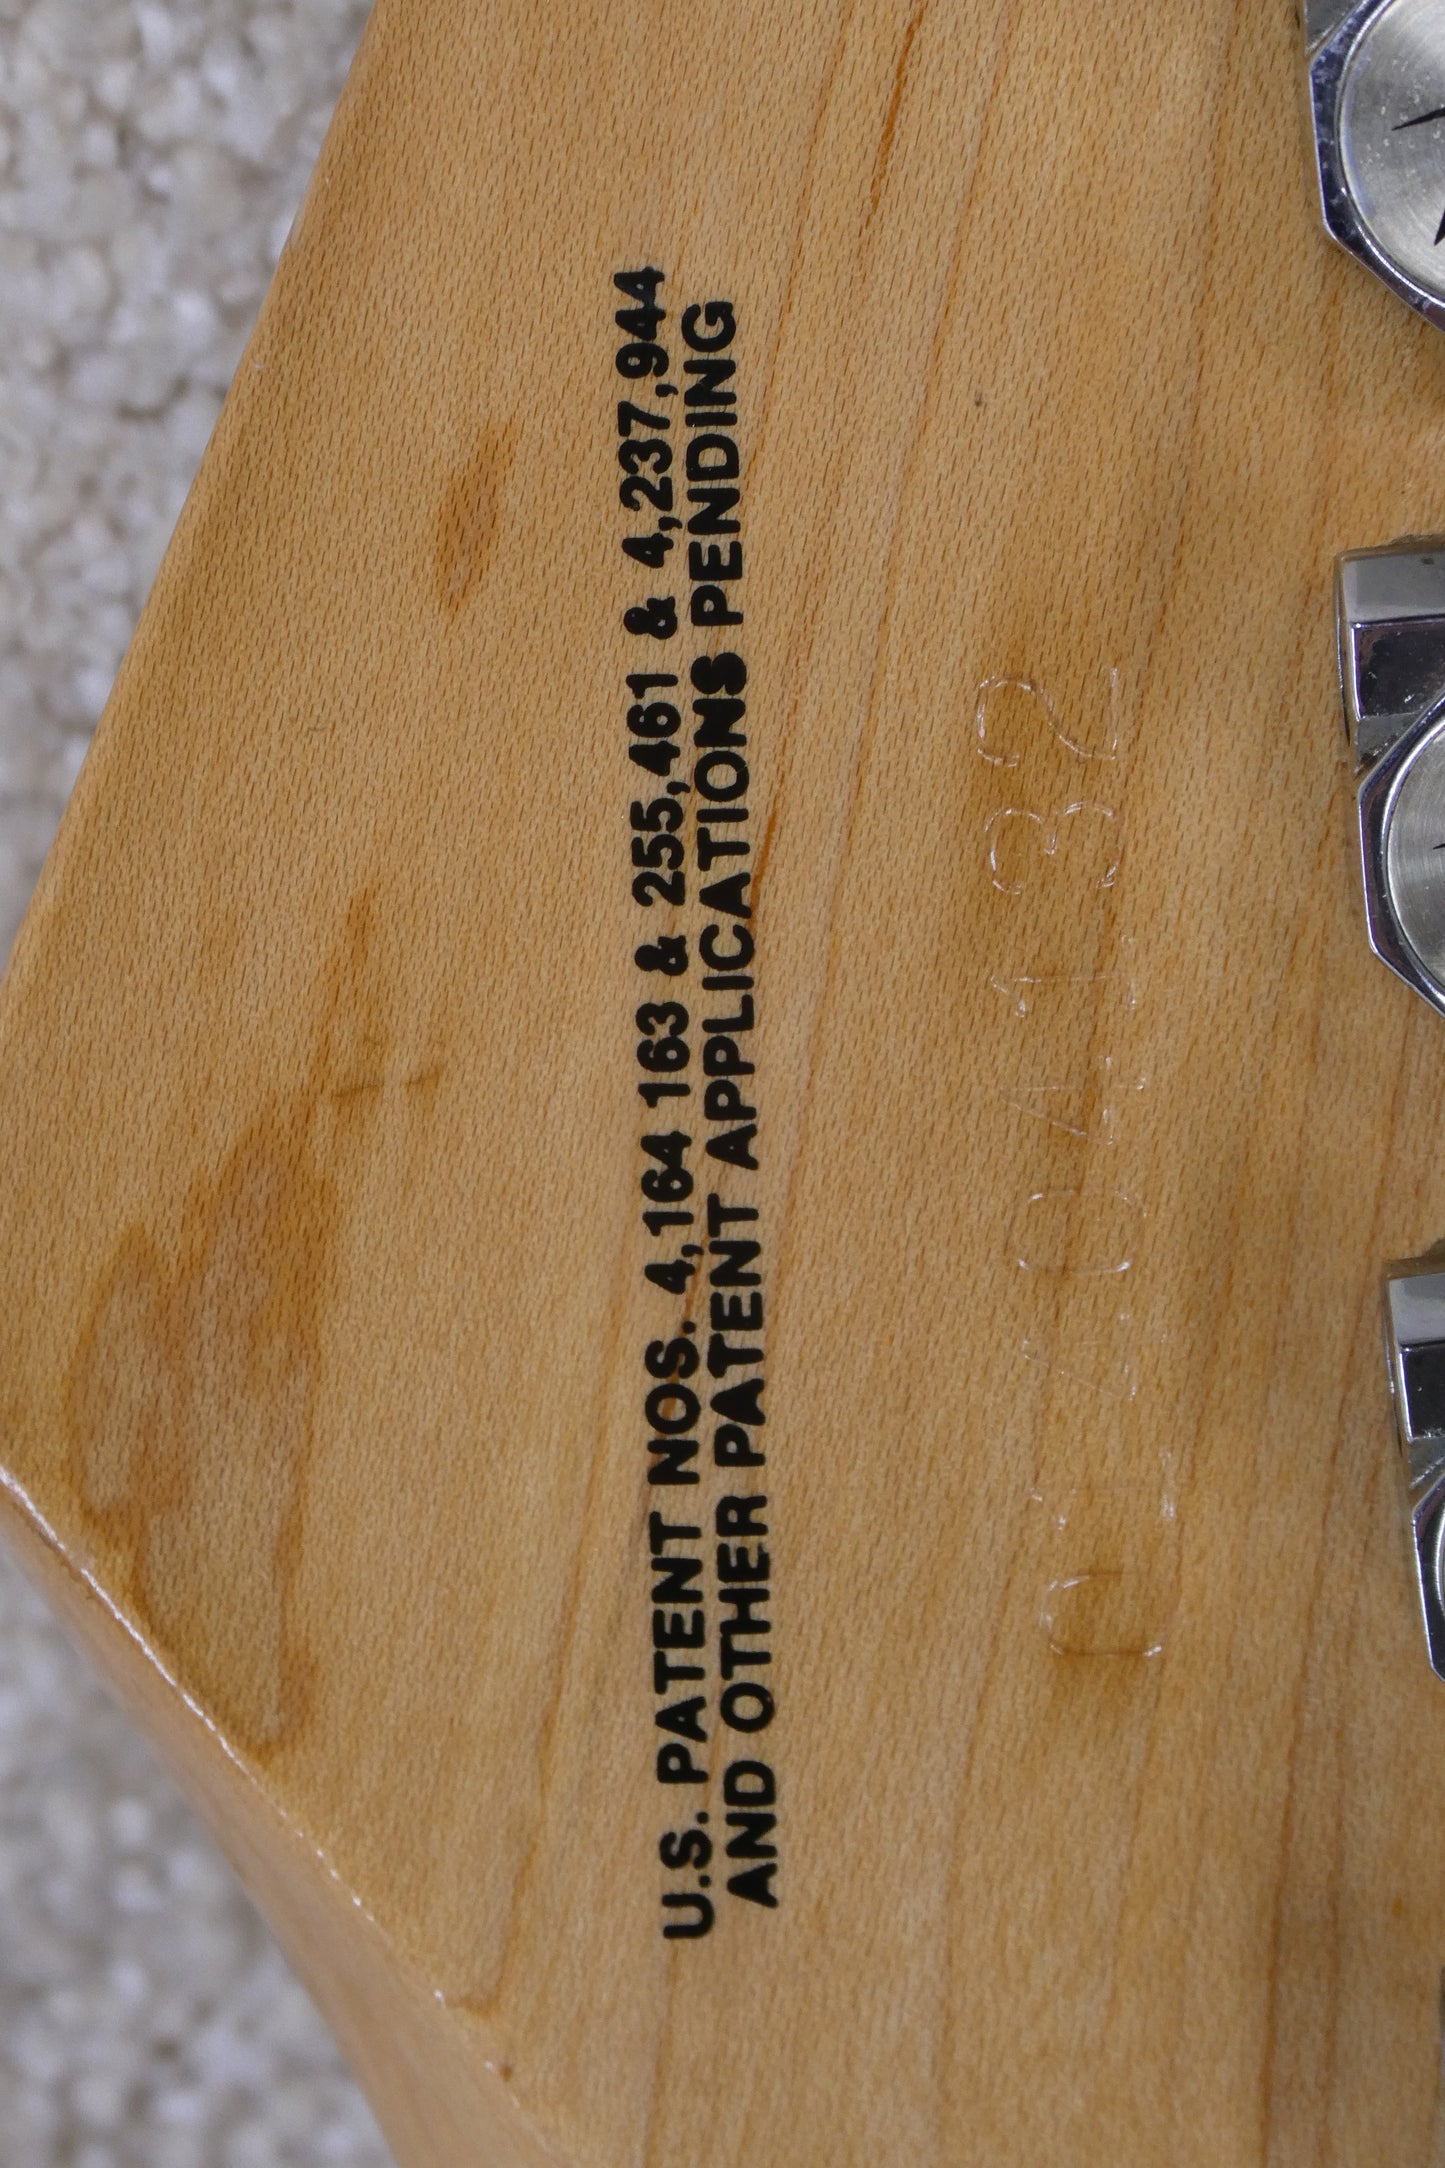 U.S. PATENT NOS. 4,164 163 & 255,461 & 4,237,944
AND OTHER PATENT APPLICATIONS PENDING